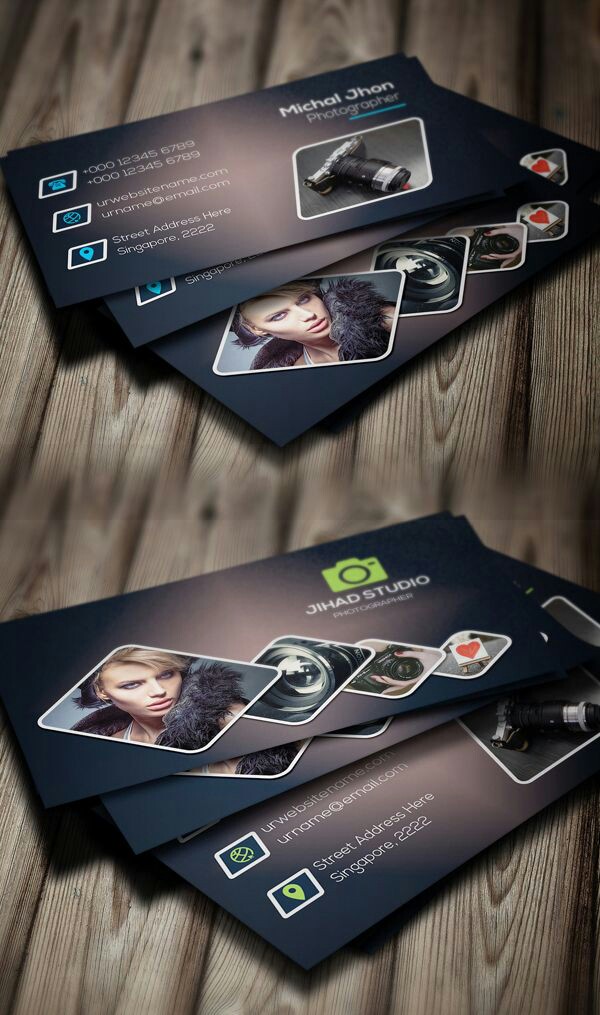 Michal Jhon
Photographer
+000 12345 6789
+000 12345 6789
urwebsitename.com
urname@email.com
Street Address Here
Singapore, 2222
Singapore,
JIHAD STUDIO
PHOTOGRAPHER
urwebsitename.com
urname@email.com
Street Address Here
Singapore, 2222